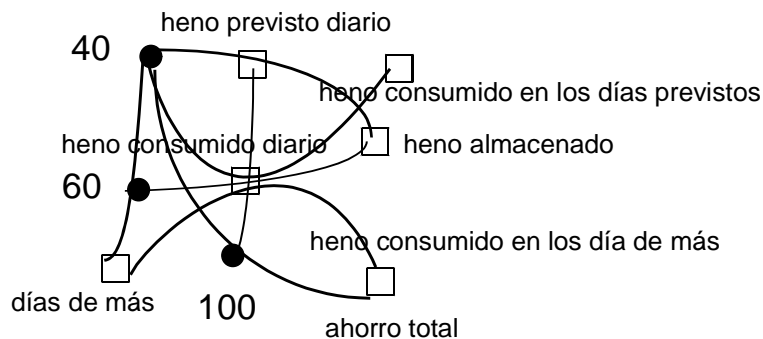 heno previsto diario
40
heno consumido en los días previstos
heno consumido diario
heno almacenado
60
heno consumido en los día de más
días de más
100
ahorro total